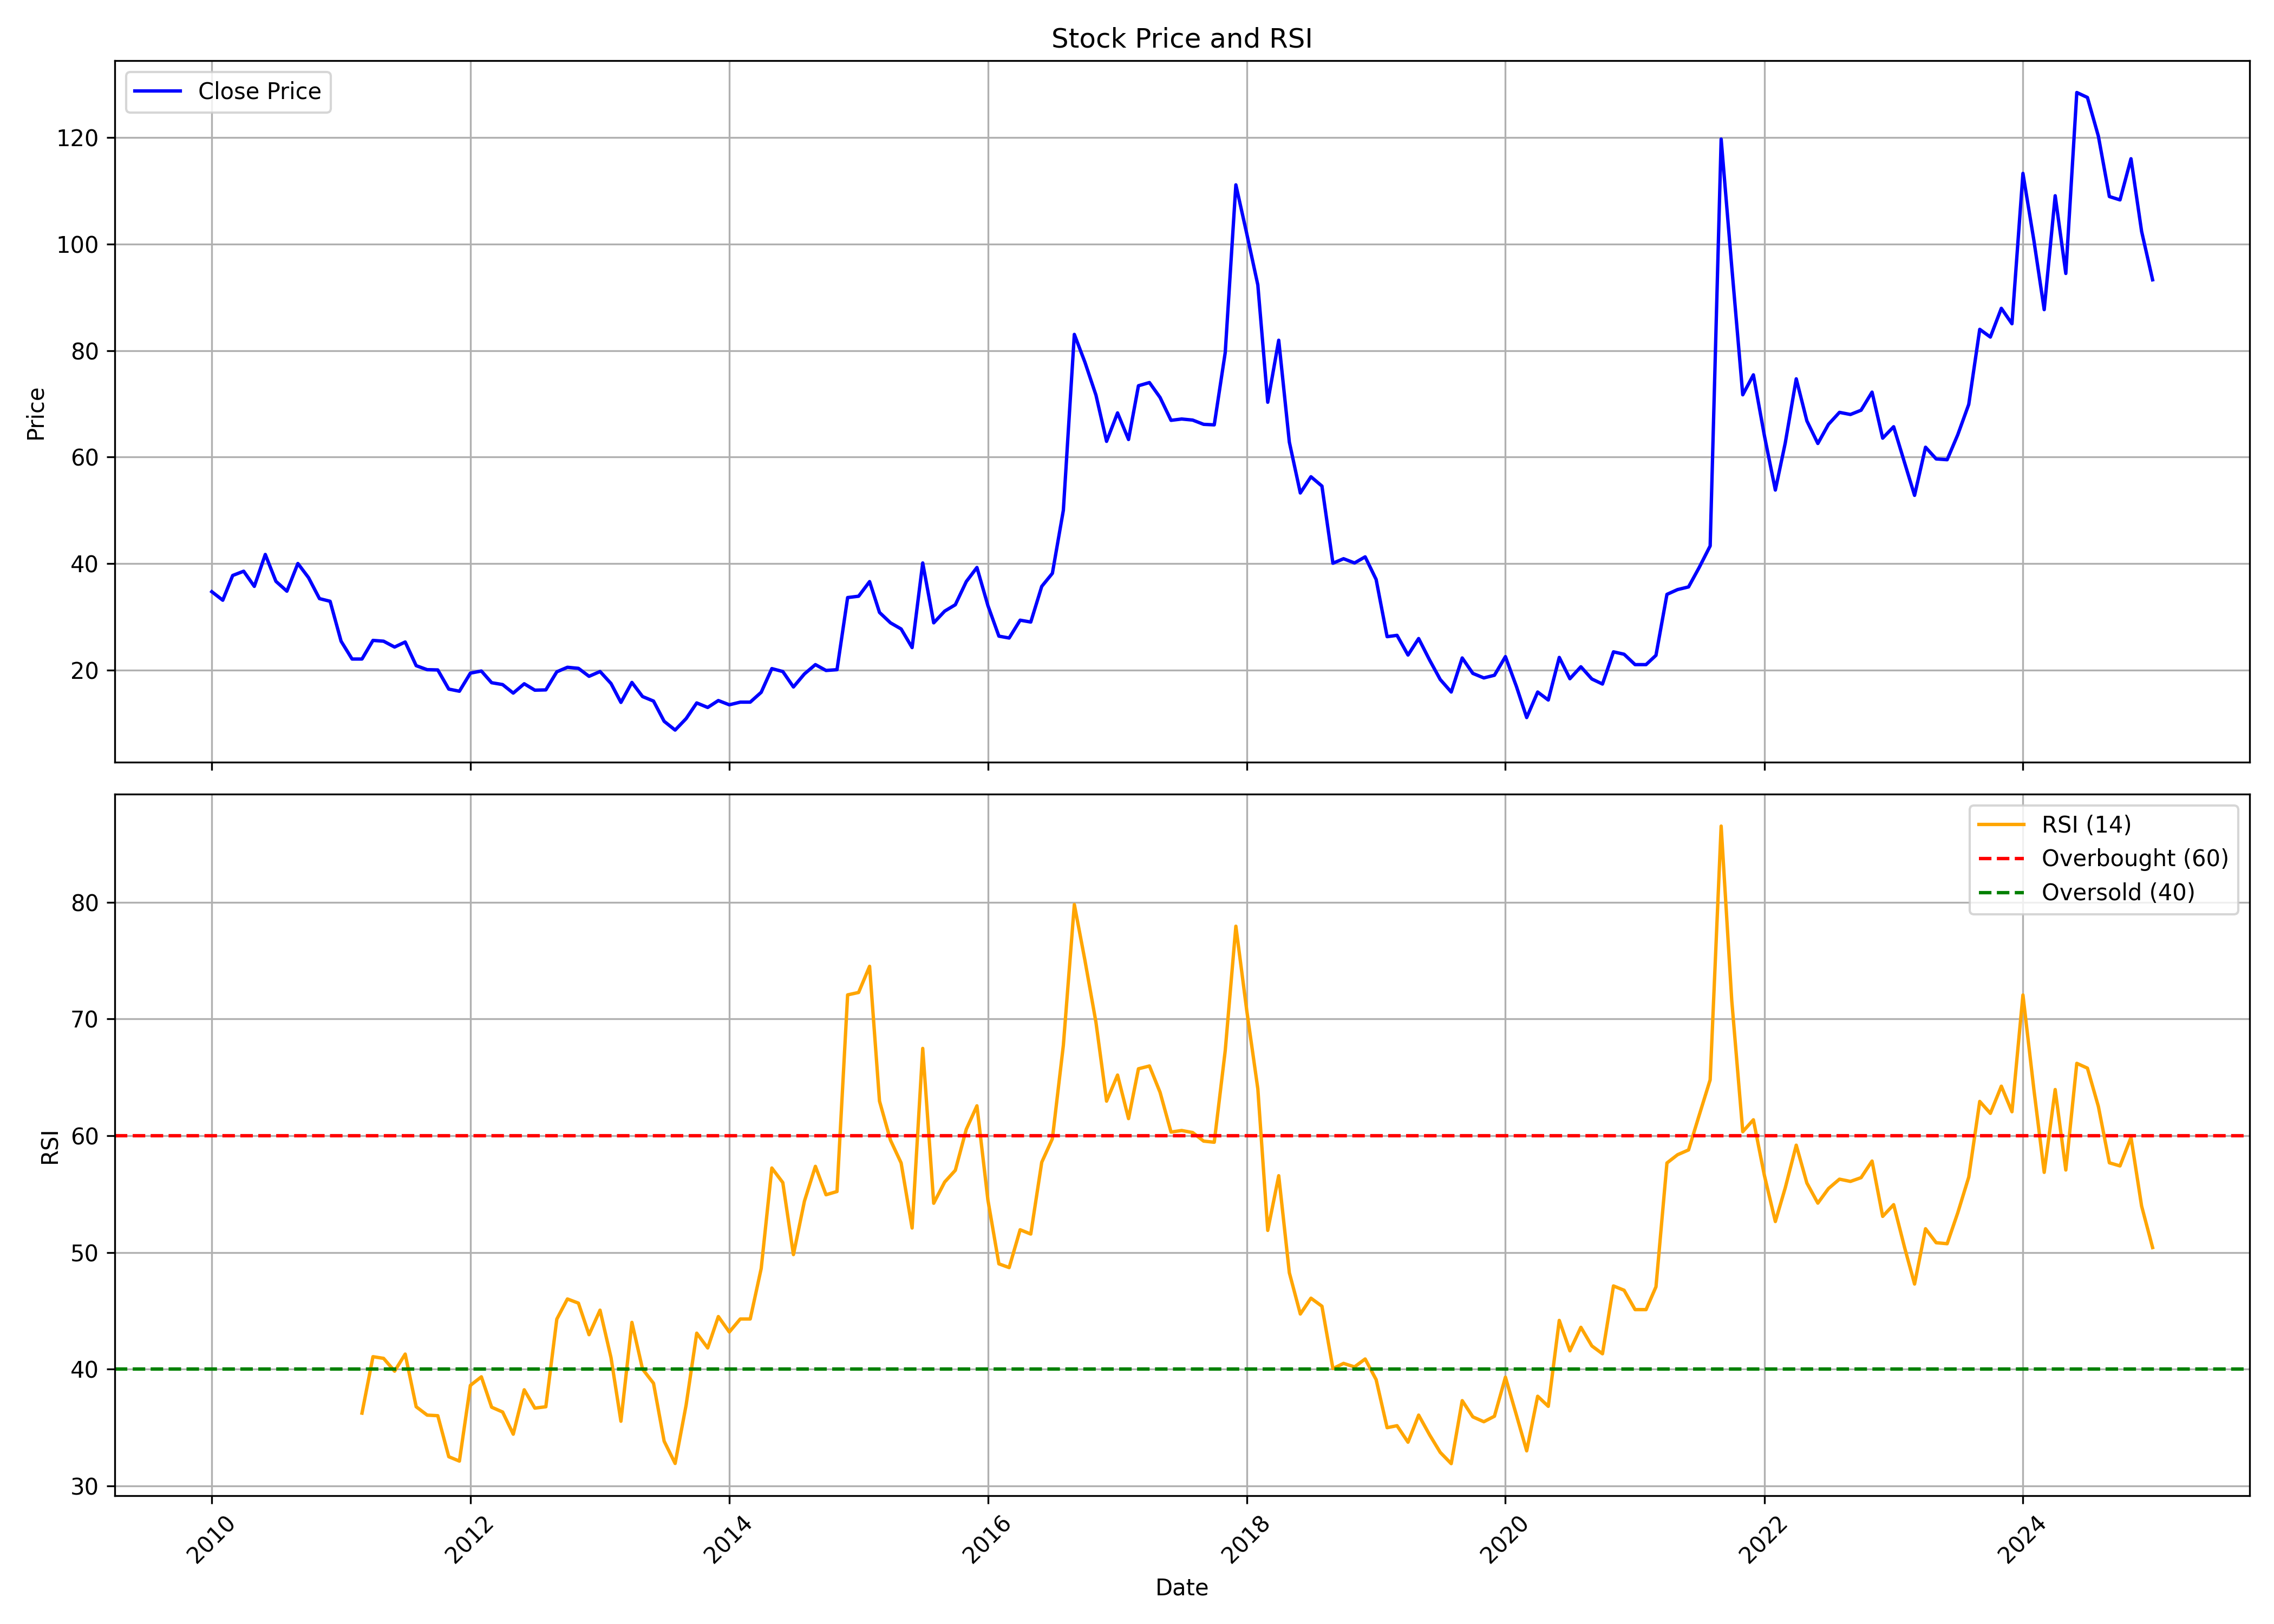 Stock Price and RSI
Close Price
120
100
80
60
40
20
Price
RSI (14)
Overbought (60)
Oversold (40)
80
70
60
50
40
30
RSI
2010 2012 2014 2016 2018 2020 2022 2024
Date